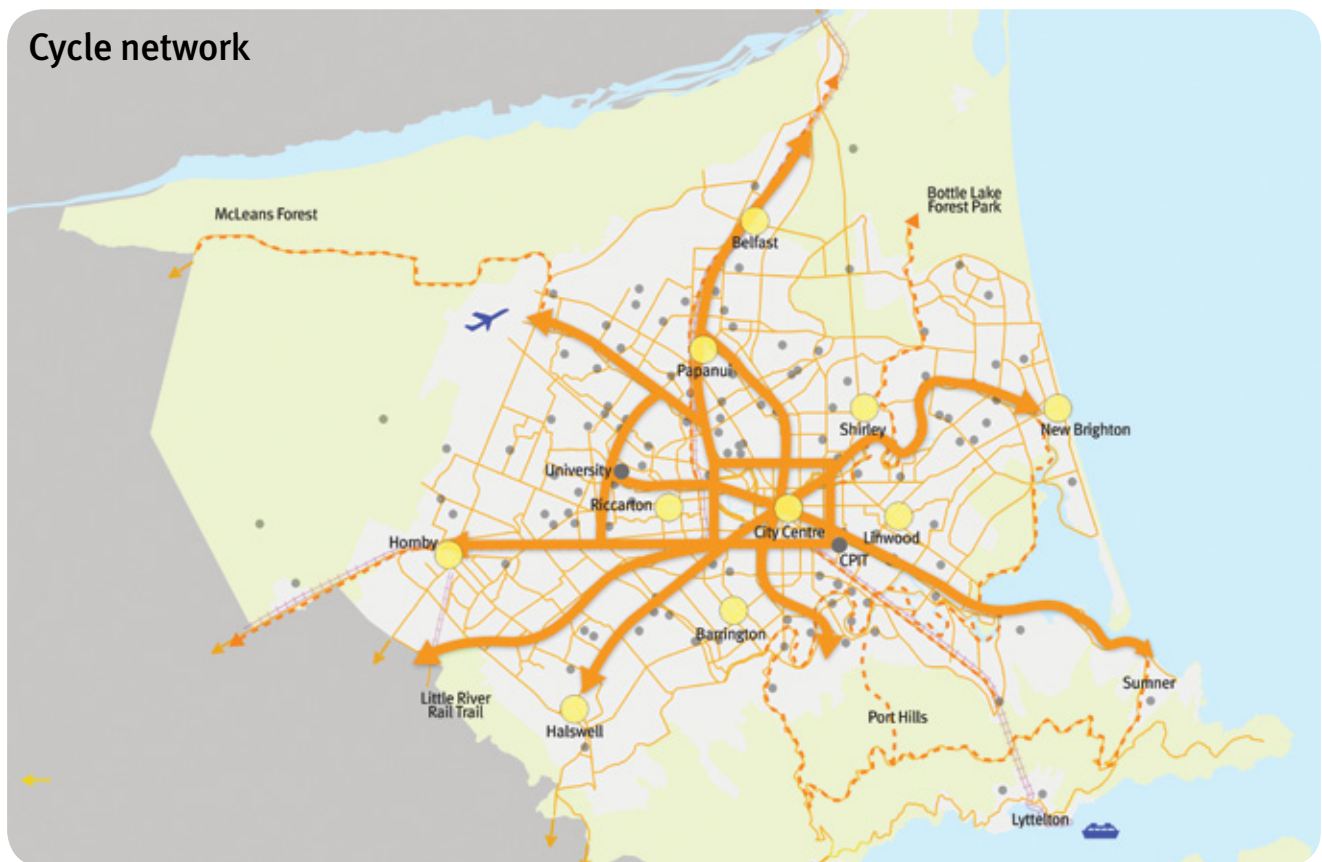 Cycle network
McLeans Forest
Bottle Lake
Forest Park
Belfast
Papanui
Shirley
New Brighton
University
Riccarton
City Centre
Linwood
Hornby
CPIT
Barrington
Little River
Rail Trail
Halswell
Port Hills
Sumner
Lyttelton